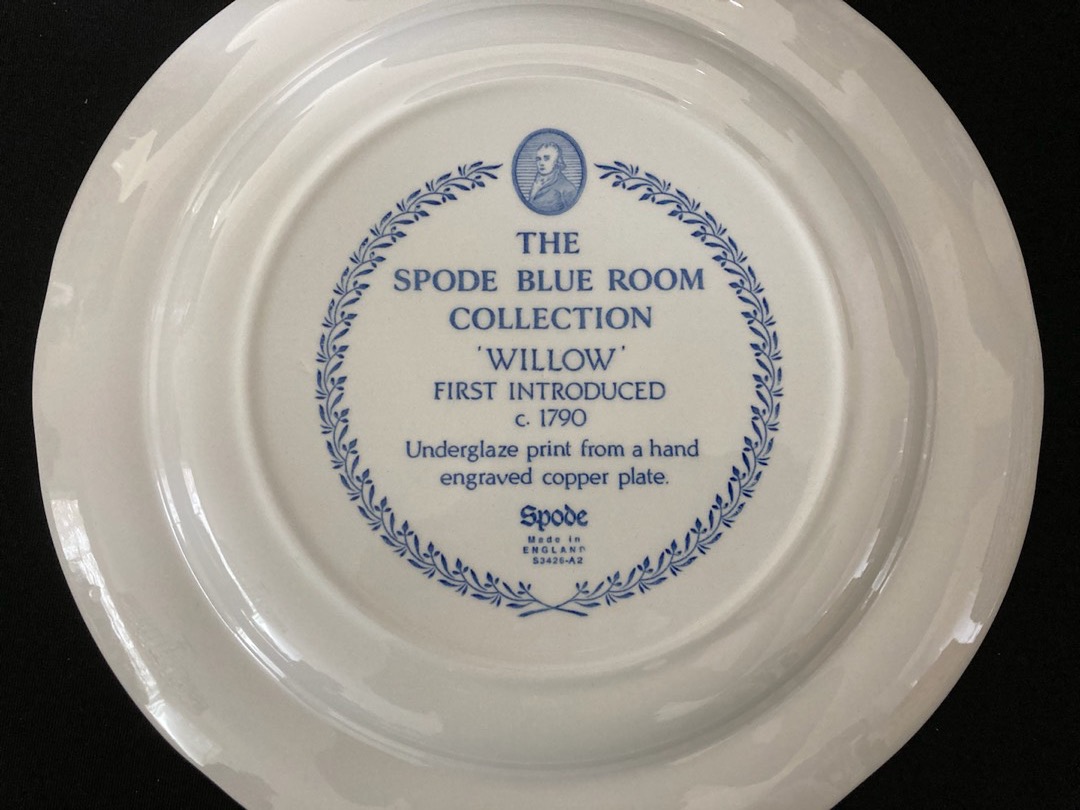 THE
SPODE BLUE ROOM
COLLECTION
'WILLOW'
FIRST INTRODUCED
c. 1790
Underglaze print from a hand
engraved copper plate.
Spode
Made in
ENGLAND
S3426-A2